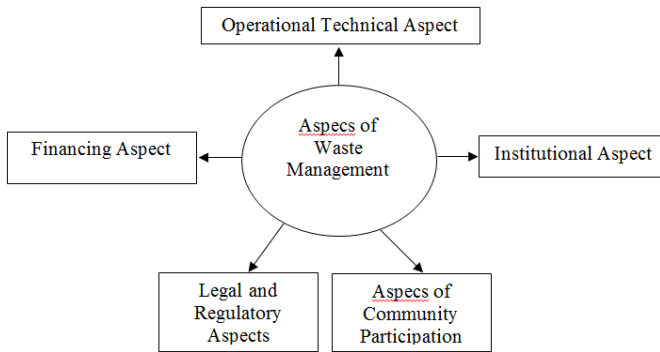 Operational Technical Aspect
Aspecs of
Waste
Management
Financing Aspect
Institutional Aspect
Legal and
Regulatory
Aspects
Aspecs of
Community
Participation